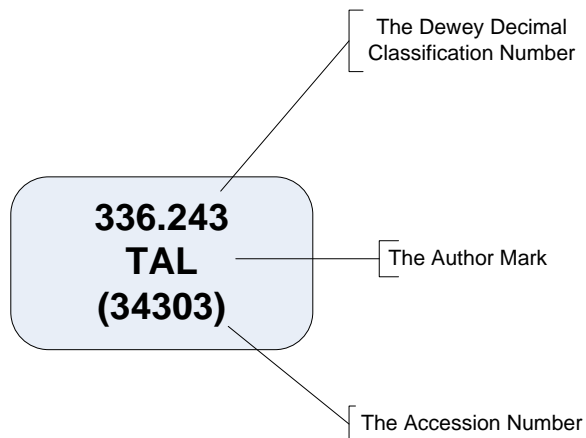 The Dewey Decimal
Classification Number
336.243
TAL
(34303)
The Author Mark
The Accession Number